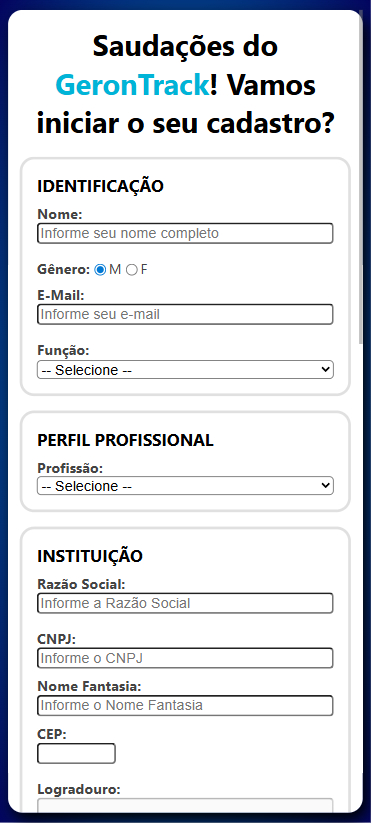 Saudações do
GeronTrack! Vamos
iniciar o seu cadastro?
IDENTIFICAÇÃO
Nome:
Informe seu nome completo
Gênero: M F
E-Mail:
Informe seu e-mail
Função:
-- Selecione --
PERFIL PROFISSIONAL
Profissão:
-- Selecione --
INSTITUIÇÃO
Razão Social:
Informe a Razão Social
CNPJ:
Informe o CNPJ
Nome Fantasia:
Informe o Nome Fantasia
CEP:
Logradouro: